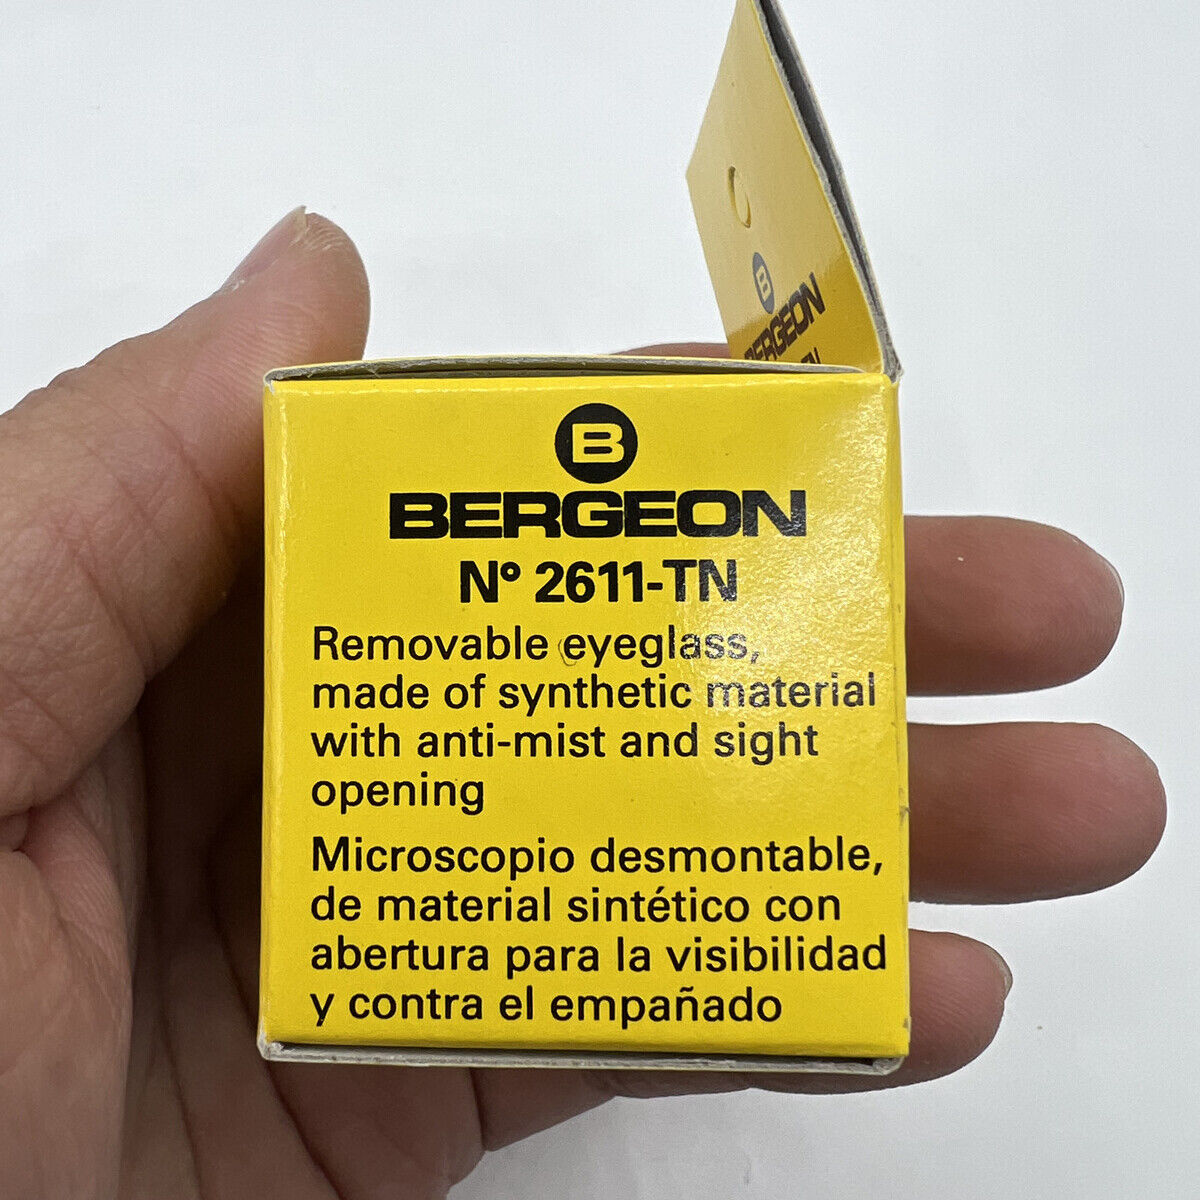 B
BERGEON
B
BERGEON
N° 2611-TN
Removable eyeglass,
made of synthetic material
with anti-mist and sight
opening
Microscopio desmontable,
de material sintético con
abertura para la visibilidad
y contra el empañado